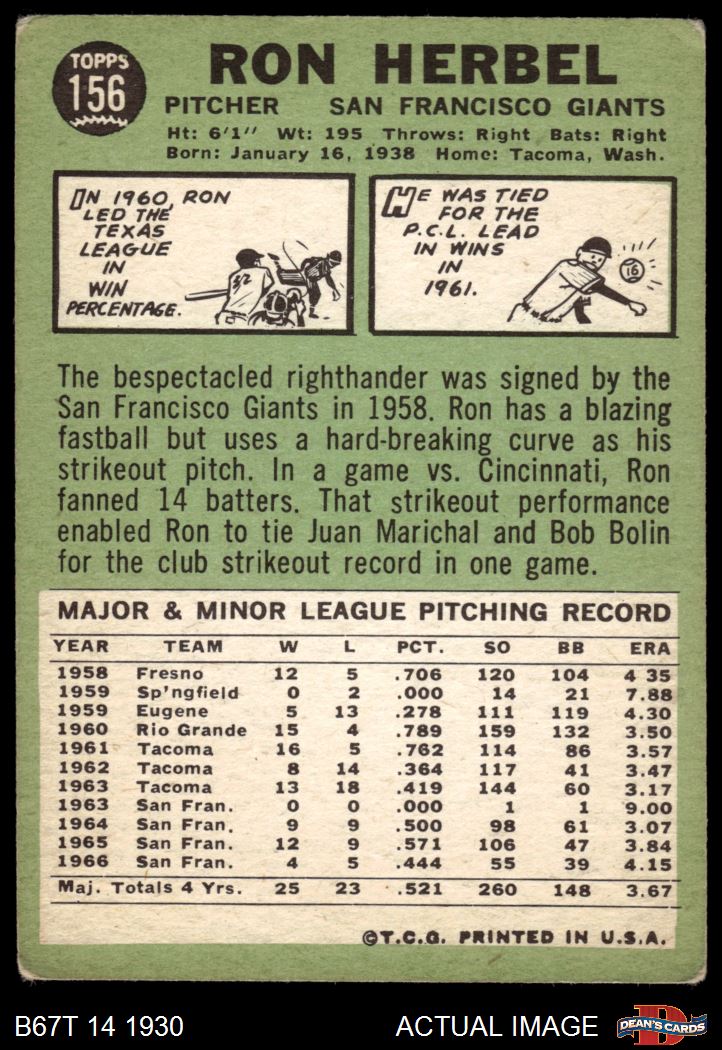 TOPPS
156
RON HERBEL
PITCHER SAN FRANCISCO GIANTS
Ht: 6'1" Wt: 195 Throws: Right Bats: Right
Born: January 16, 1938 Home: Tacoma, Wash.
IN 1960, RON
LED THE
TEXAS
LEAGUE
IN
WIN
PERCENTAGE.
32
HE WAS TIED
FOR THE
P.C.L. LEAD
IN WINS
IN
1961.
16
The bespectacled righthander was signed by the
San Francisco Giants in 1958. Ron has a blazing
fastball but uses a hard-breaking curve as his
strikeout pitch. In a game vs. Cincinnati, Ron
fanned 14 batters. That strikeout performance
enabled Ron to tie Juan Marichal and Bob Bolin
for the club strikeout record in one game.
MAJOR & MINOR LEAGUE PITCHING RECORD
YEAR TEAM W L PCT. SO BB ERA
1958 Fresno 12 5 .706 120 104 4 35
1959 Sp'ngfield 0 2 .000 14 21 7.88
1959 Eugene 5 13 .278 111 119 4.30
1960 Rio Grande 15 4 .789 159 132 3.50
1961 Tacoma 16 5 .762 114 86 3.57
1962 Tacoma 8 14 .364 117 41 3.47
1963 Tacoma 13 18 .419 144 60 3.17
1963 San Fran. 0 0 .000 1 1 9.00
1964 San Fran. 9 9 .500 98 61 3.07
1965 San Fran. 12 9 .571 106 47 3.84
1966 San Fran. 4 5 .444 55 39 4.15
Maj. Totals 4 Yrs. 25 23 .521 260 148 3.67
©T.C.G. PRINTED IN U.S.A.
B67T 14 1930 ACTUAL IMAGE
DEAN'S CARDS